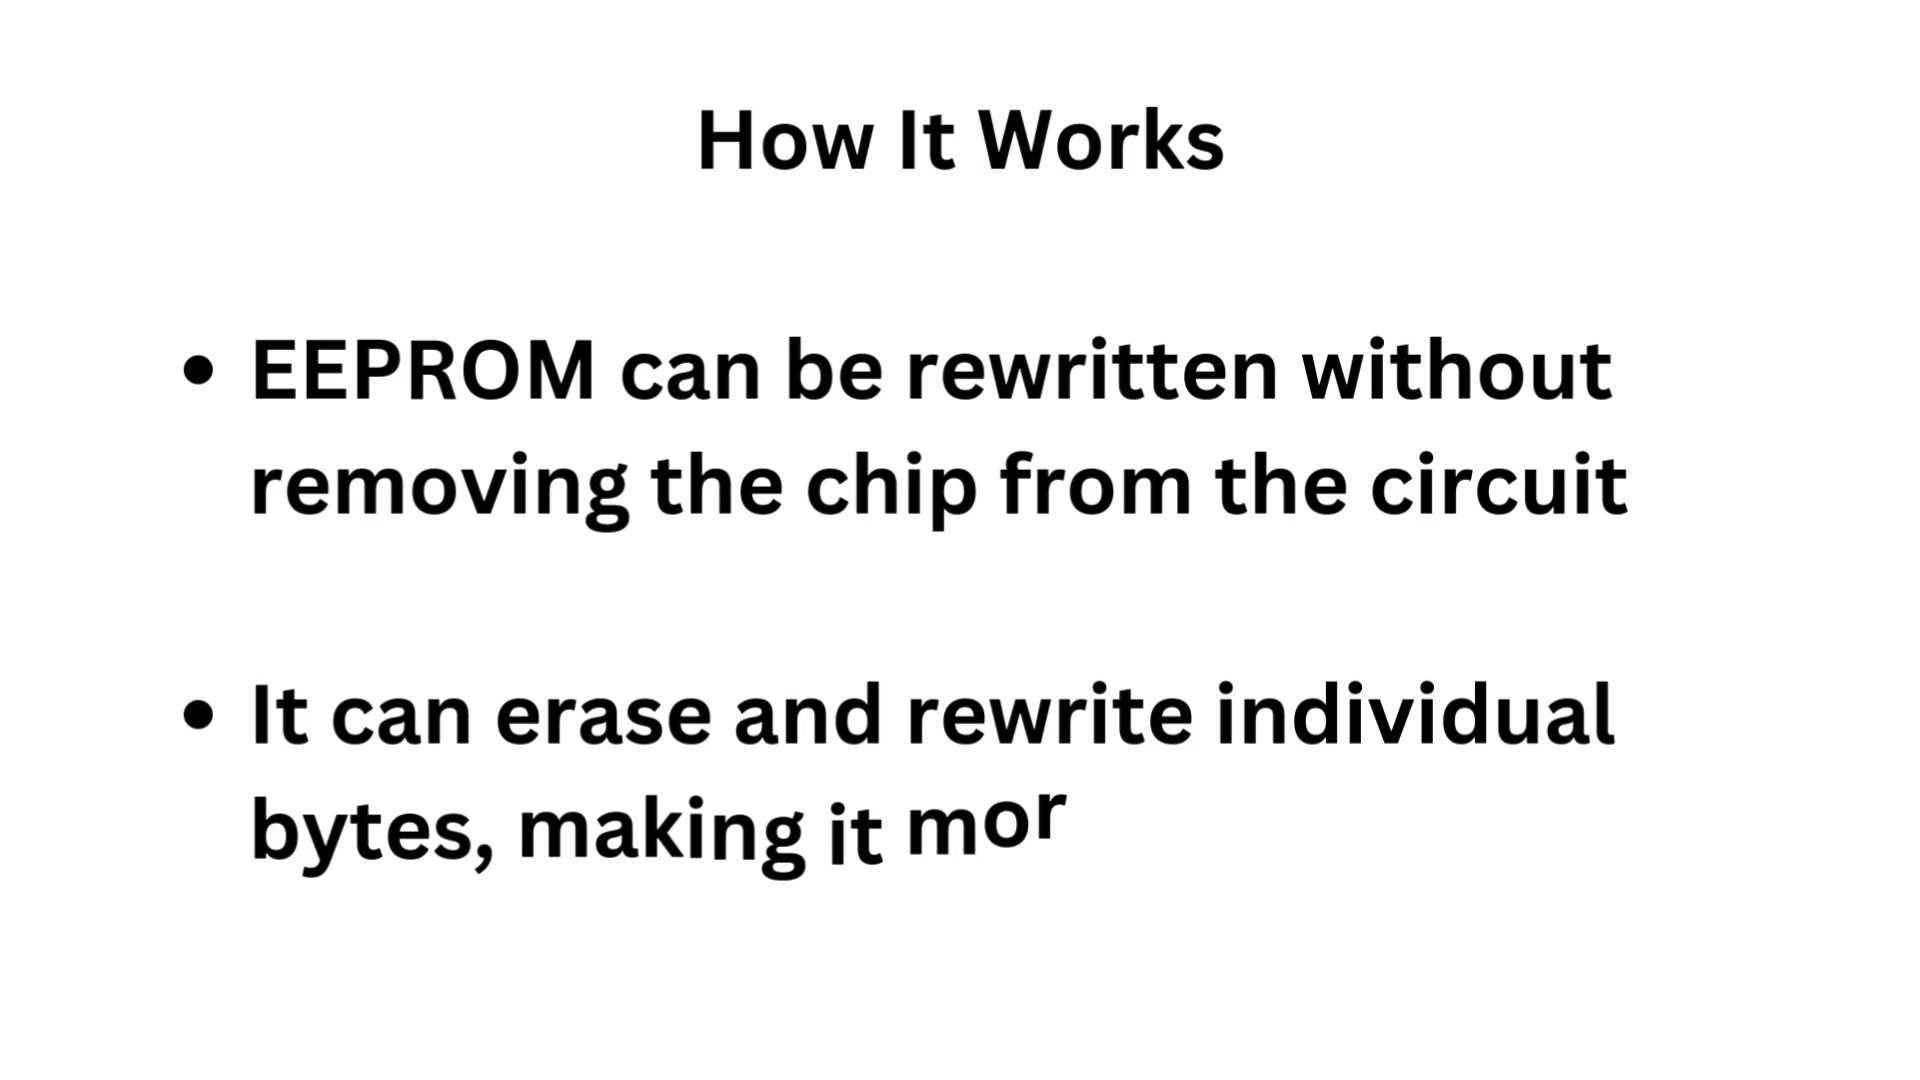 How It Works
• EEPROM can be rewritten without
removing the chip from the circuit
• It can erase and rewrite individual
bytes, making it mor